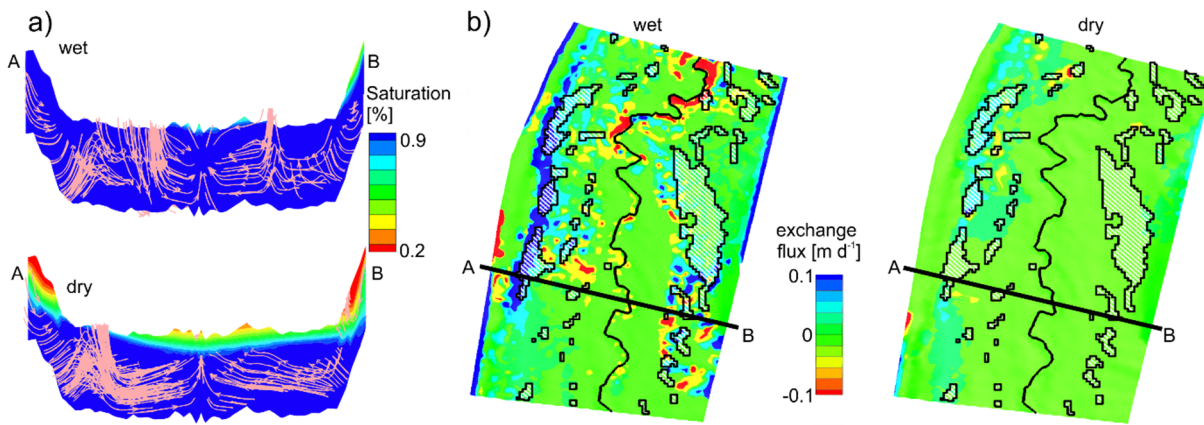 a)
wet
A
B
Saturation
[%]
0.9
0.2
A
dry
B
b)
wet
A
B
exchange
flux [m d⁻¹]
0.1
0
-0.1
dry
A
B